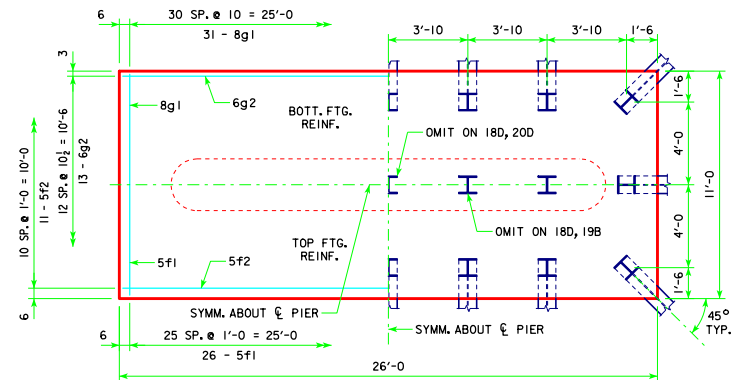 6
30 SP. @ 10 = 25'-0
31 - 8g1
3'-10
3'-10
3'-10
1'-6
3
8g1
6g2
BOTT. FTG.
REINF.
OMIT ON 18D, 20D
1'-6
4'-0
11'-0
10 SP. @ 1'-0 = 10'-0
11 - 5f2
12 SP. @ 10 1/2 = 10'-6
13 - 6g2
OMIT ON 18D, 19B
TOP FTG.
REINF.
4'-0
5f1
5f2
1'-6
6
SYMM. ABOUT ℄ PIER
SYMM. ABOUT ℄ PIER
45°
TYP.
6
25 SP. @ 1'-0 = 25'-0
26 - 5f1
26'-0